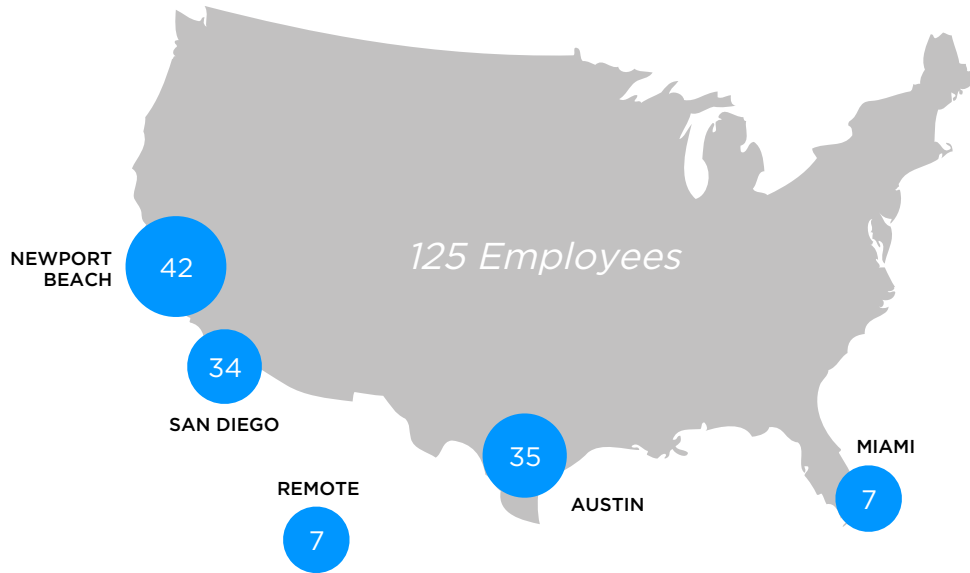 125 Employees
NEWPORT
BEACH
42
34
SAN DIEGO
REMOTE
7
35
AUSTIN
MIAMI
7